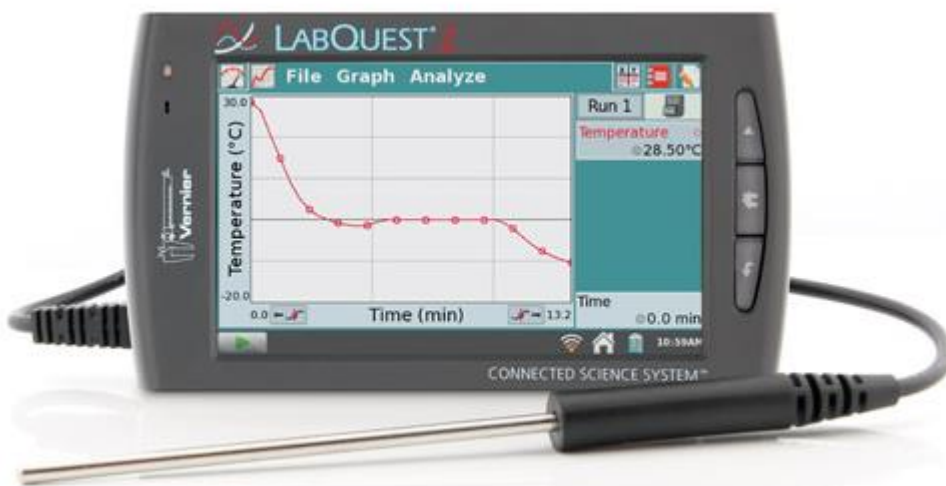 LABQUEST® 2
File Graph Analyze
Run 1
Temperature
28.50°C
30.0
Temperature (°C)
-20.0
0.0
Time (min)
13.2
Time
0.0 min
10:59AM
Vernier
CONNECTED SCIENCE SYSTEM™